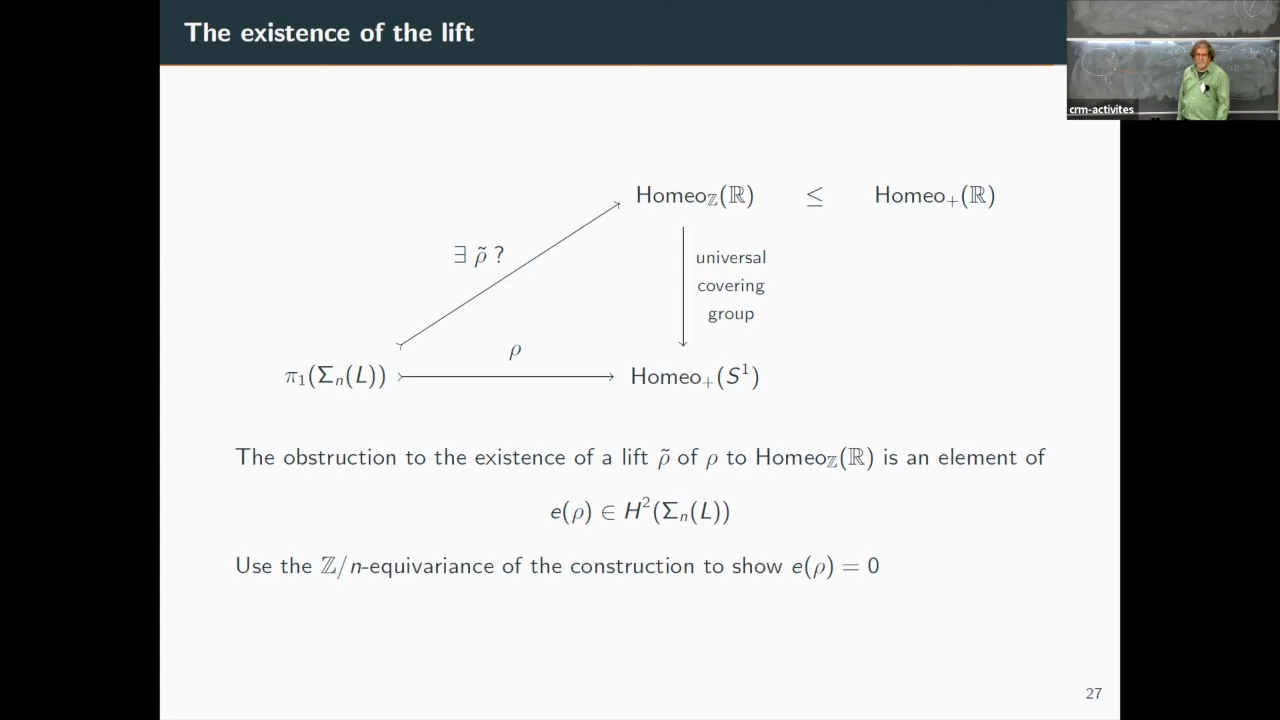 The existence of the lift
crm-activites
Homeo_ℤ(ℝ) ≤ Homeo₊(ℝ)
∃ ρ̃ ?
universal
covering
group
ρ
π₁(Σₙ(L)) Homeo₊(S¹)
The obstruction to the existence of a lift ρ̃ of ρ to Homeo_ℤ(ℝ) is an element of
e(ρ) ∈ H²(Σₙ(L))
Use the ℤ/n-equivariance of the construction to show e(ρ) = 0
27